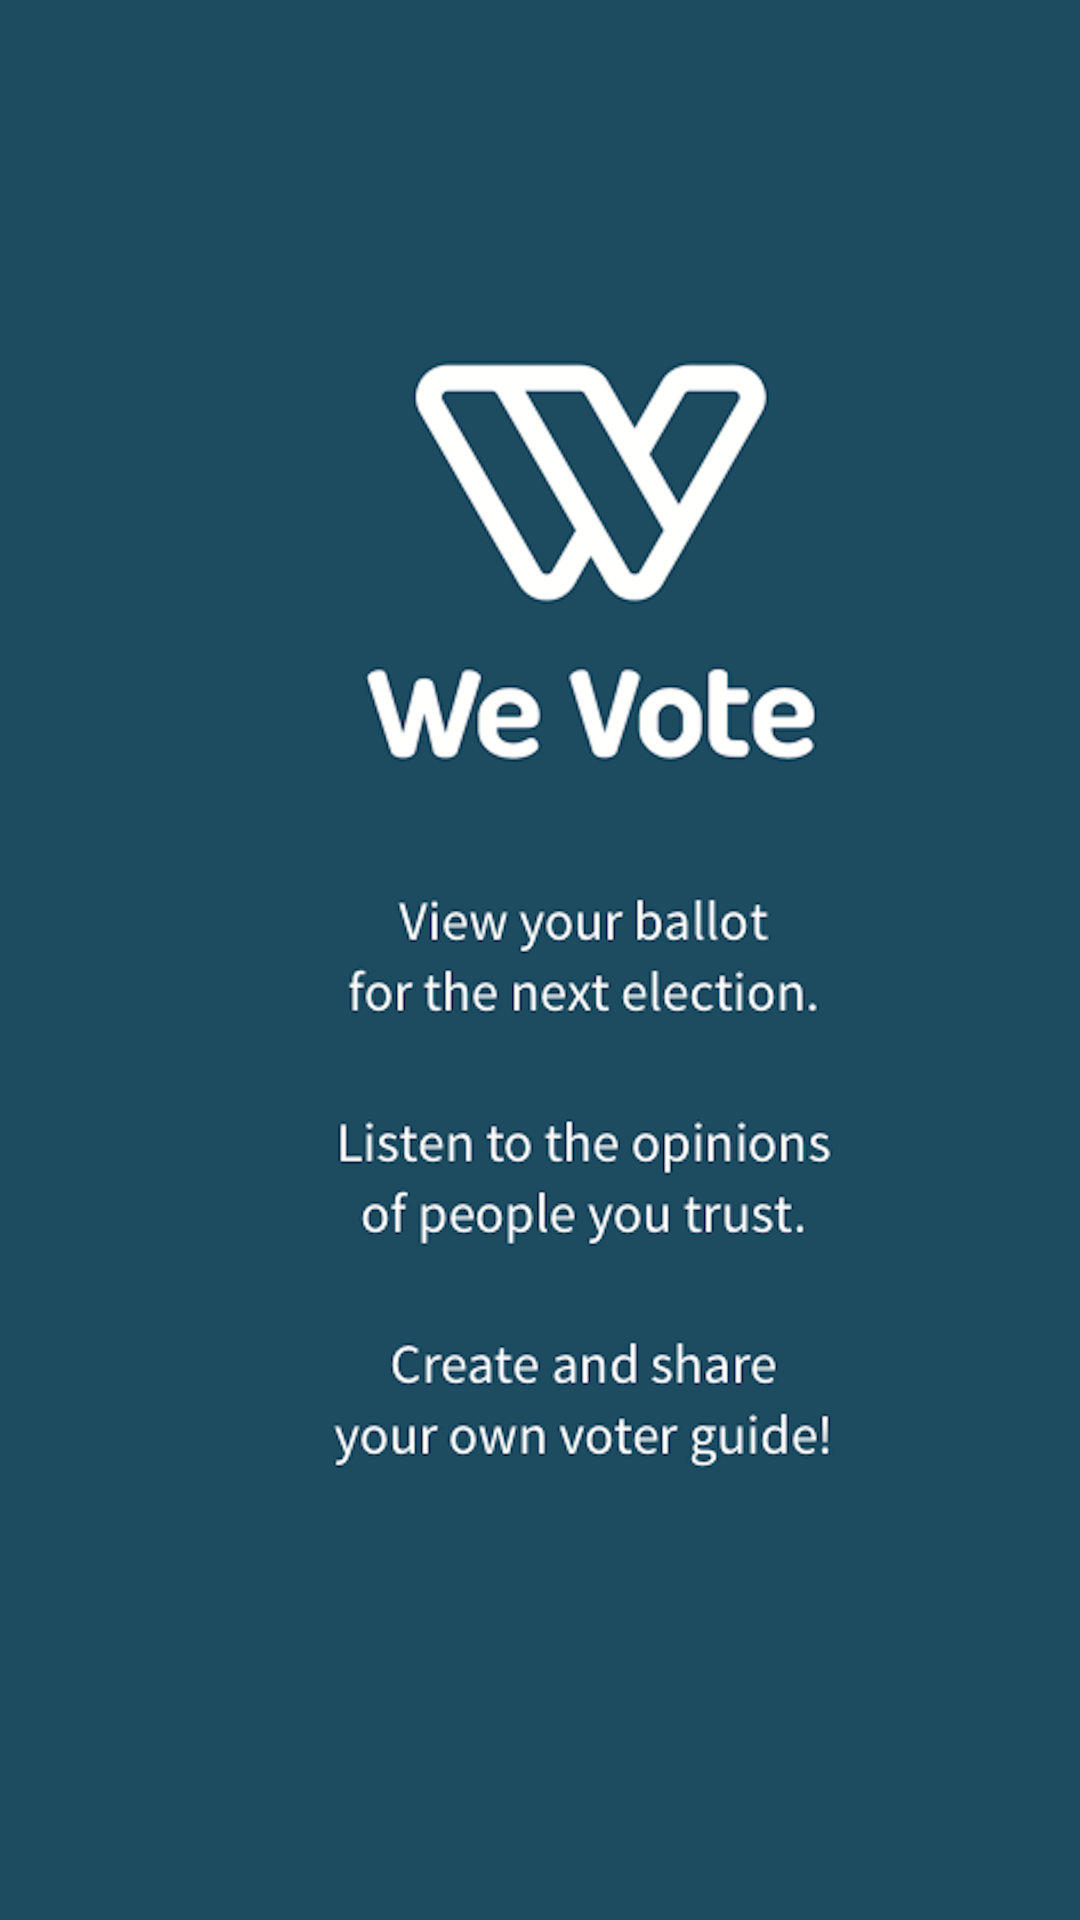 We Vote
View your ballot
for the next election.
Listen to the opinions
of people you trust.
Create and share
your own voter guide!